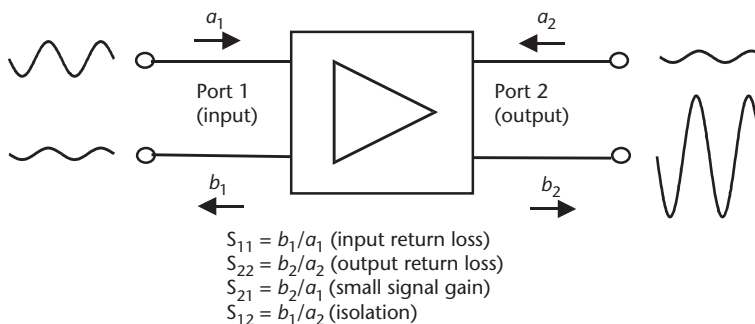 a₁
a₂
Port 1
(input)
Port 2
(output)
b₁
b₂
S₁₁ = b₁/a₁ (input return loss)
S₂₂ = b₂/a₂ (output return loss)
S₂₁ = b₂/a₁ (small signal gain)
S₁₂ = b₁/a₂ (isolation)